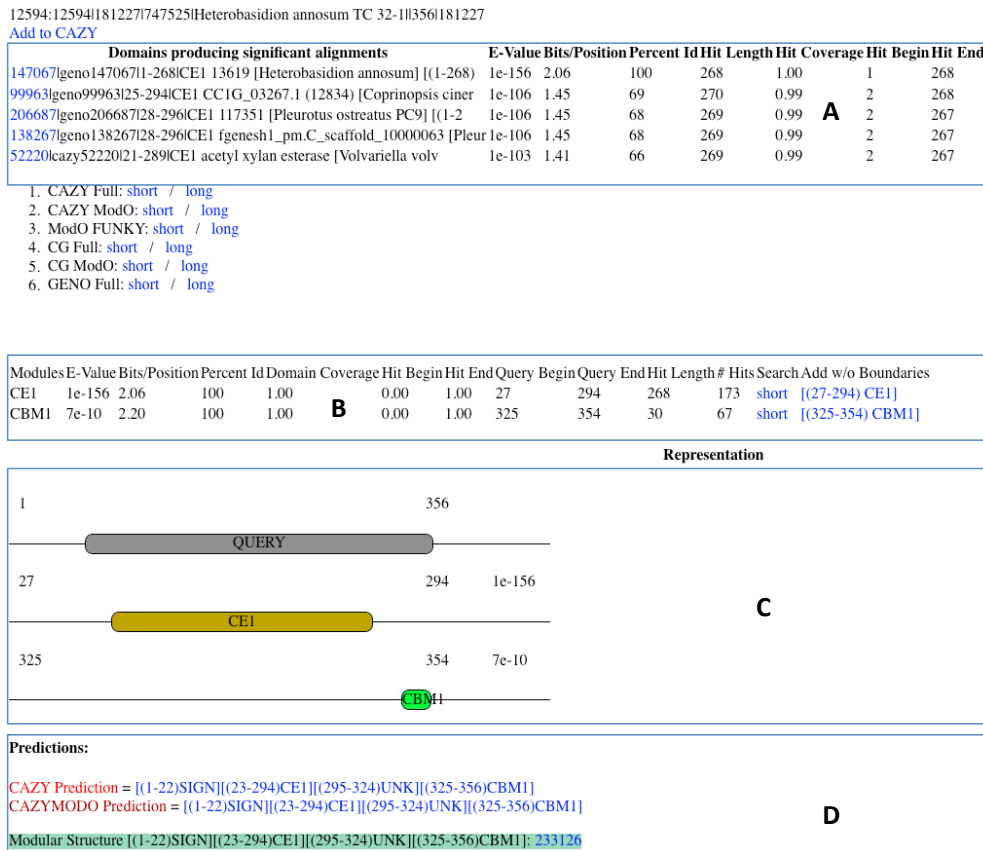 12594:12594|181227|747525|Heterobasidion annosum TC 32-1||356|181227
Add to CAZY
Domains producing significant alignments E-Value Bits/Position Percent Id Hit Length Hit Coverage Hit Begin Hit End
147067|geno147067|1-268|CE1 13619 [Heterobasidion annosum] [(1-268) 1e-156 2.06 100 268 1.00 1 268
99963|geno99963|25-294|CE1 CC1G_03267.1 (12834) [Coprinopsis ciner 1e-106 1.45 69 270 0.99 2 268
206687|geno206687|28-296|CE1 117351 [Pleurotus ostreatus PC9] [(1-2 1e-106 1.45 68 269 0.99 2 267
138267|geno138267|28-296|CE1 fgenesh1_pm.C_scaffold_10000063 [Pleur 1e-106 1.45 68 269 0.99 2 267
52220|cazy52220|21-289|CE1 acetyl xylan esterase [Volvariella volv 1e-103 1.41 66 269 0.99 2 267
A
1. CAZY Full: short / long
2. CAZY ModO: short / long
3. ModO FUNKY: short / long
4. CG Full: short / long
5. CG ModO: short / long
6. GENO Full: short / long
Modules E-Value Bits/Position Percent Id Domain Coverage Hit Begin Hit End Query Begin Query End Hit Length # Hits Search Add w/o Boundaries
CE1 1e-156 2.06 100 1.00 0.00 1.00 27 294 268 173 short [(27-294) CE1]
CBM1 7e-10 2.20 100 1.00 0.00 1.00 325 354 30 67 short [(325-354) CBM1]
B
Representation
1 356
QUERY
27 294 1e-156
CE1
C
325 354 7e-10
CBM1
Predictions:
CAZY Prediction = [(1-22)SIGN][(23-294)CE1][(295-324)UNK][(325-356)CBM1]
CAZYMODO Prediction = [(1-22)SIGN][(23-294)CE1][(295-324)UNK][(325-356)CBM1]
D
Modular Structure [(1-22)SIGN][(23-294)CE1][(295-324)UNK][(325-356)CBM1]: 233126